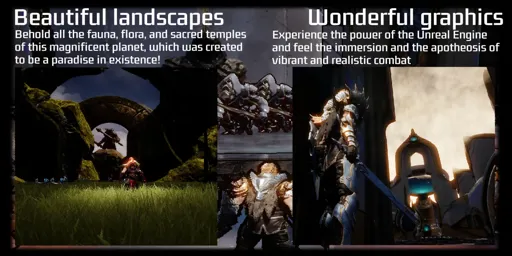 Beautiful landscapes
Behold all the fauna, flora, and sacred temples
of this magnificent planet, which was created
to be a paradise in existence!
Wonderful graphics
Experience the power of the Unreal Engine
and feel the immersion and the apotheosis of
vibrant and realistic combat